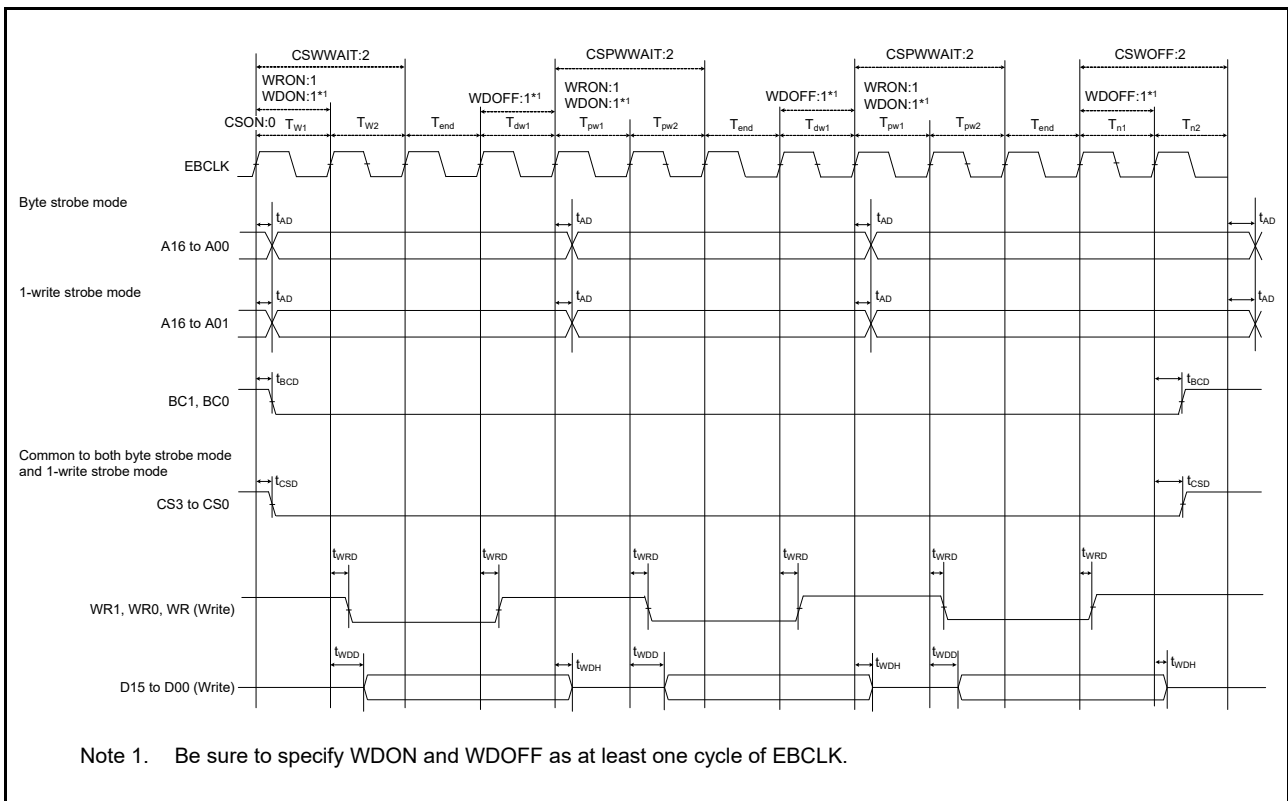 CSWWAIT:2 CSPWWAIT:2 CSPWWAIT:2 CSWOFF:2
WRON:1 WRON:1 WRON:1
WDON:1*1 WDOFF:1*1 WDON:1*1 WDOFF:1*1 WDON:1*1 WDOFF:1*1
CSON:0 TW1 TW2 Tend Tdw1 Tpw1 Tpw2 Tend Tdw1 Tpw1 Tpw2 Tend Tn1 Tn2
EBCLK
Byte strobe mode
tAD tAD tAD tAD
A16 to A00
1-write strobe mode
tAD tAD tAD tAD
A16 to A01
tBCD tBCD
BC1, BC0
Common to both byte strobe mode
and 1-write strobe mode
tCSD tCSD
CS3 to CS0
tWRD tWRD tWRD tWRD tWRD tWRD
WR1, WR0, WR (Write)
tWDD tWDH tWDD tWDH tWDD tWDH
D15 to D00 (Write)
Note 1. Be sure to specify WDON and WDOFF as at least one cycle of EBCLK.